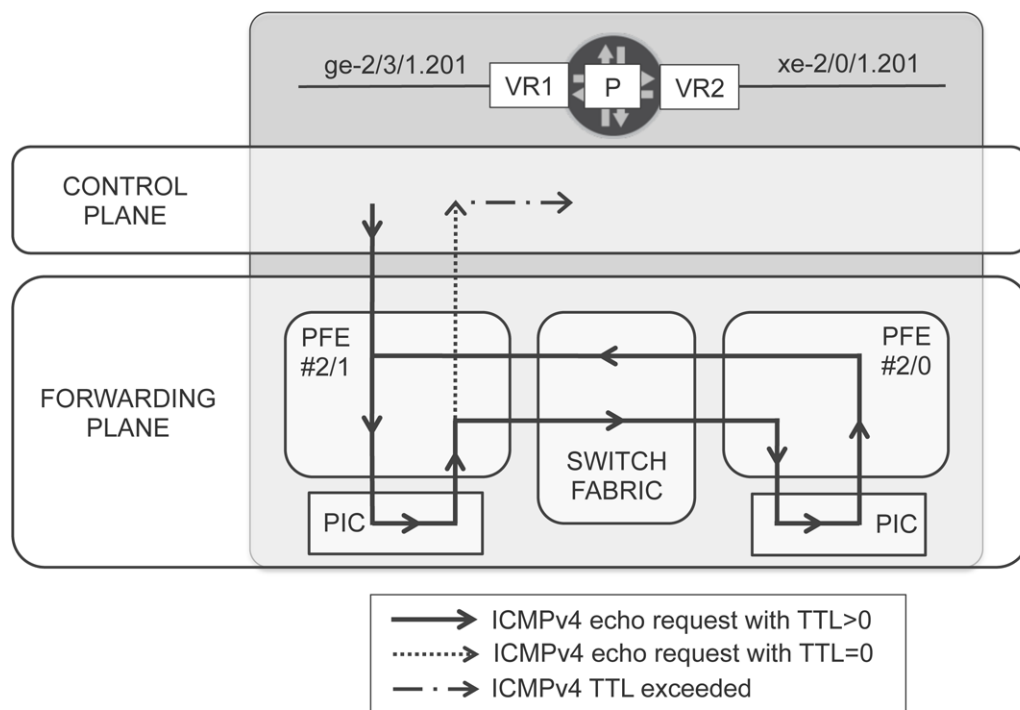 ge-2/3/1.201
xe-2/0/1.201
VR1
P
VR2
CONTROL
PLANE
PFE
#2/1
PFE
#2/0
FORWARDING
PLANE
SWITCH
FABRIC
PIC
PIC
ICMPv4 echo request with TTL>0
ICMPv4 echo request with TTL=0
ICMPv4 TTL exceeded